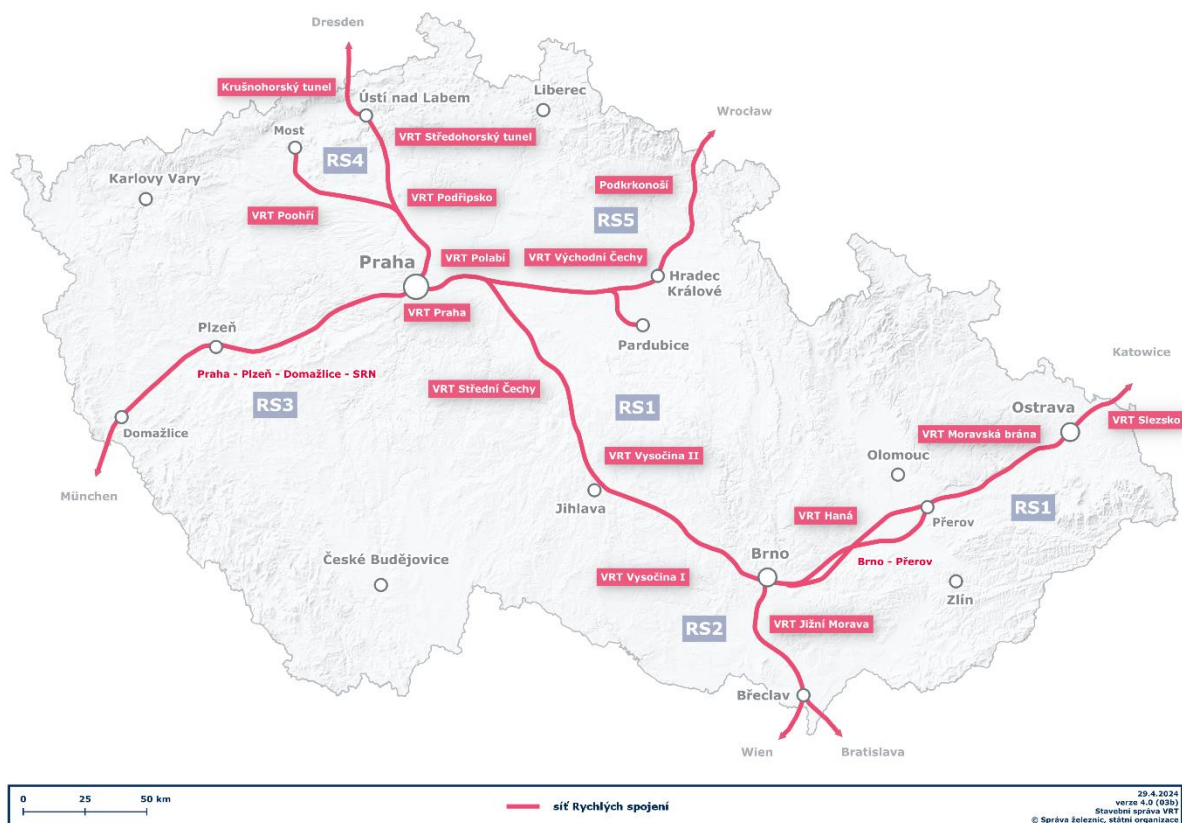 Dresden
Krušnohorský tunel
Ústí nad Labem
Liberec
Wrocław
Most
VRT Středohorský tunel
RS4
Karlovy Vary
Podkrkonoší
VRT Podřipsko
VRT Poohří
RS5
Praha
VRT Polabí
VRT Východní Čechy
Hradec
Králové
VRT Praha
Plzeň
Pardubice
Katowice
Praha - Plzeň - Domažlice - SRN
VRT Střední Čechy
RS3
RS1
Ostrava
VRT Slezsko
Domažlice
VRT Moravská brána
Olomouc
VRT Vysočina II
München
Jihlava
VRT Haná
Přerov
RS1
Brno
České Budějovice
VRT Vysočina I
Brno - Přerov
Zlín
RS2
VRT Jižní Morava
Břeclav
Wien
Bratislava
0 25 50 km
síť Rychlých spojení
29.4.2024
verze 4.0 (03b)
Stavební správa VRT
© Správa železnic, státní organizace